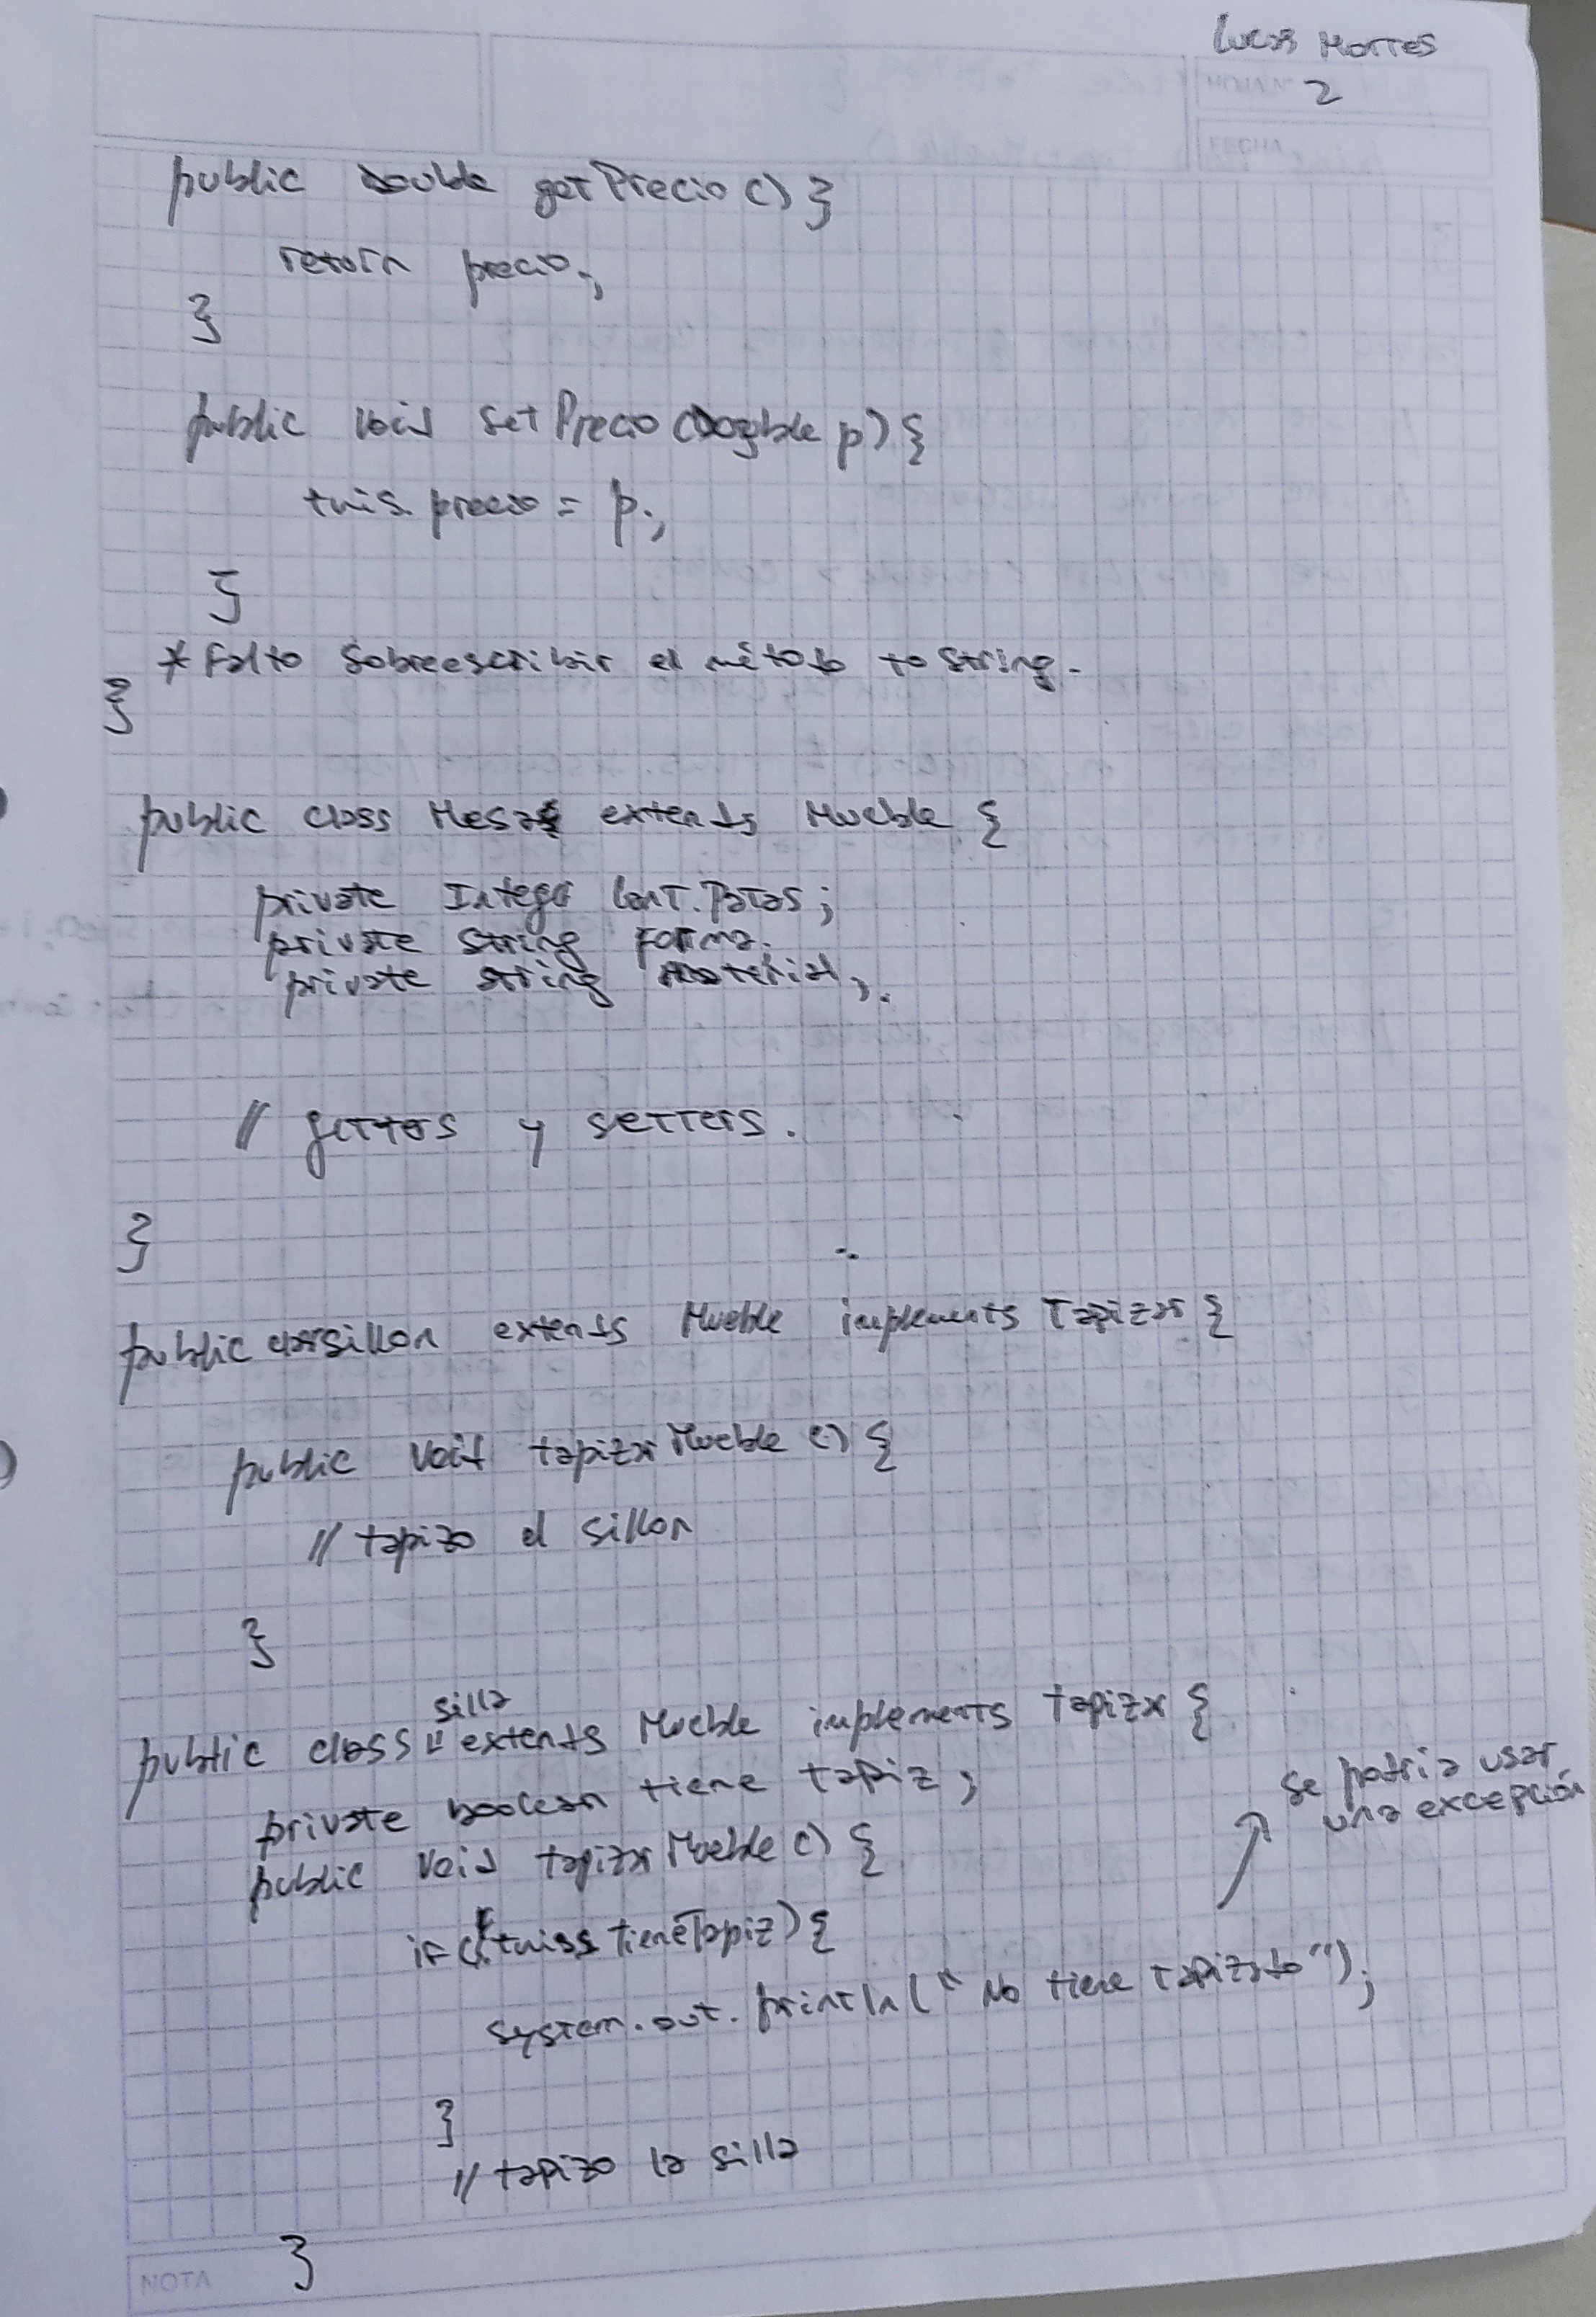 Lucas Mortes
HOJA Nº 2
FECHA
public Double getPrecio () }
return precio;
}
public void setPrecio (Double p) {
this.precio = p;
}
* Falto sobreescribir el método toString.
}
public class Mesa extends Mueble {
private Integer Cant.Patas;
private String Forma.
private String material;
// getters y setters.
}
public class sillon extends Mueble implements Tapizar {
public void tapizarMueble () {
// tapizo el sillon
}
silla
public class " extends Mueble implements tapizar {
private boolean tiene tapiz;
public void tapizarMueble () {
se podria usar
una excepción
if (!this.tieneTapiz) {
system.out.println("No tiene tapizado");
}
// tapizo la silla
}
NOTA